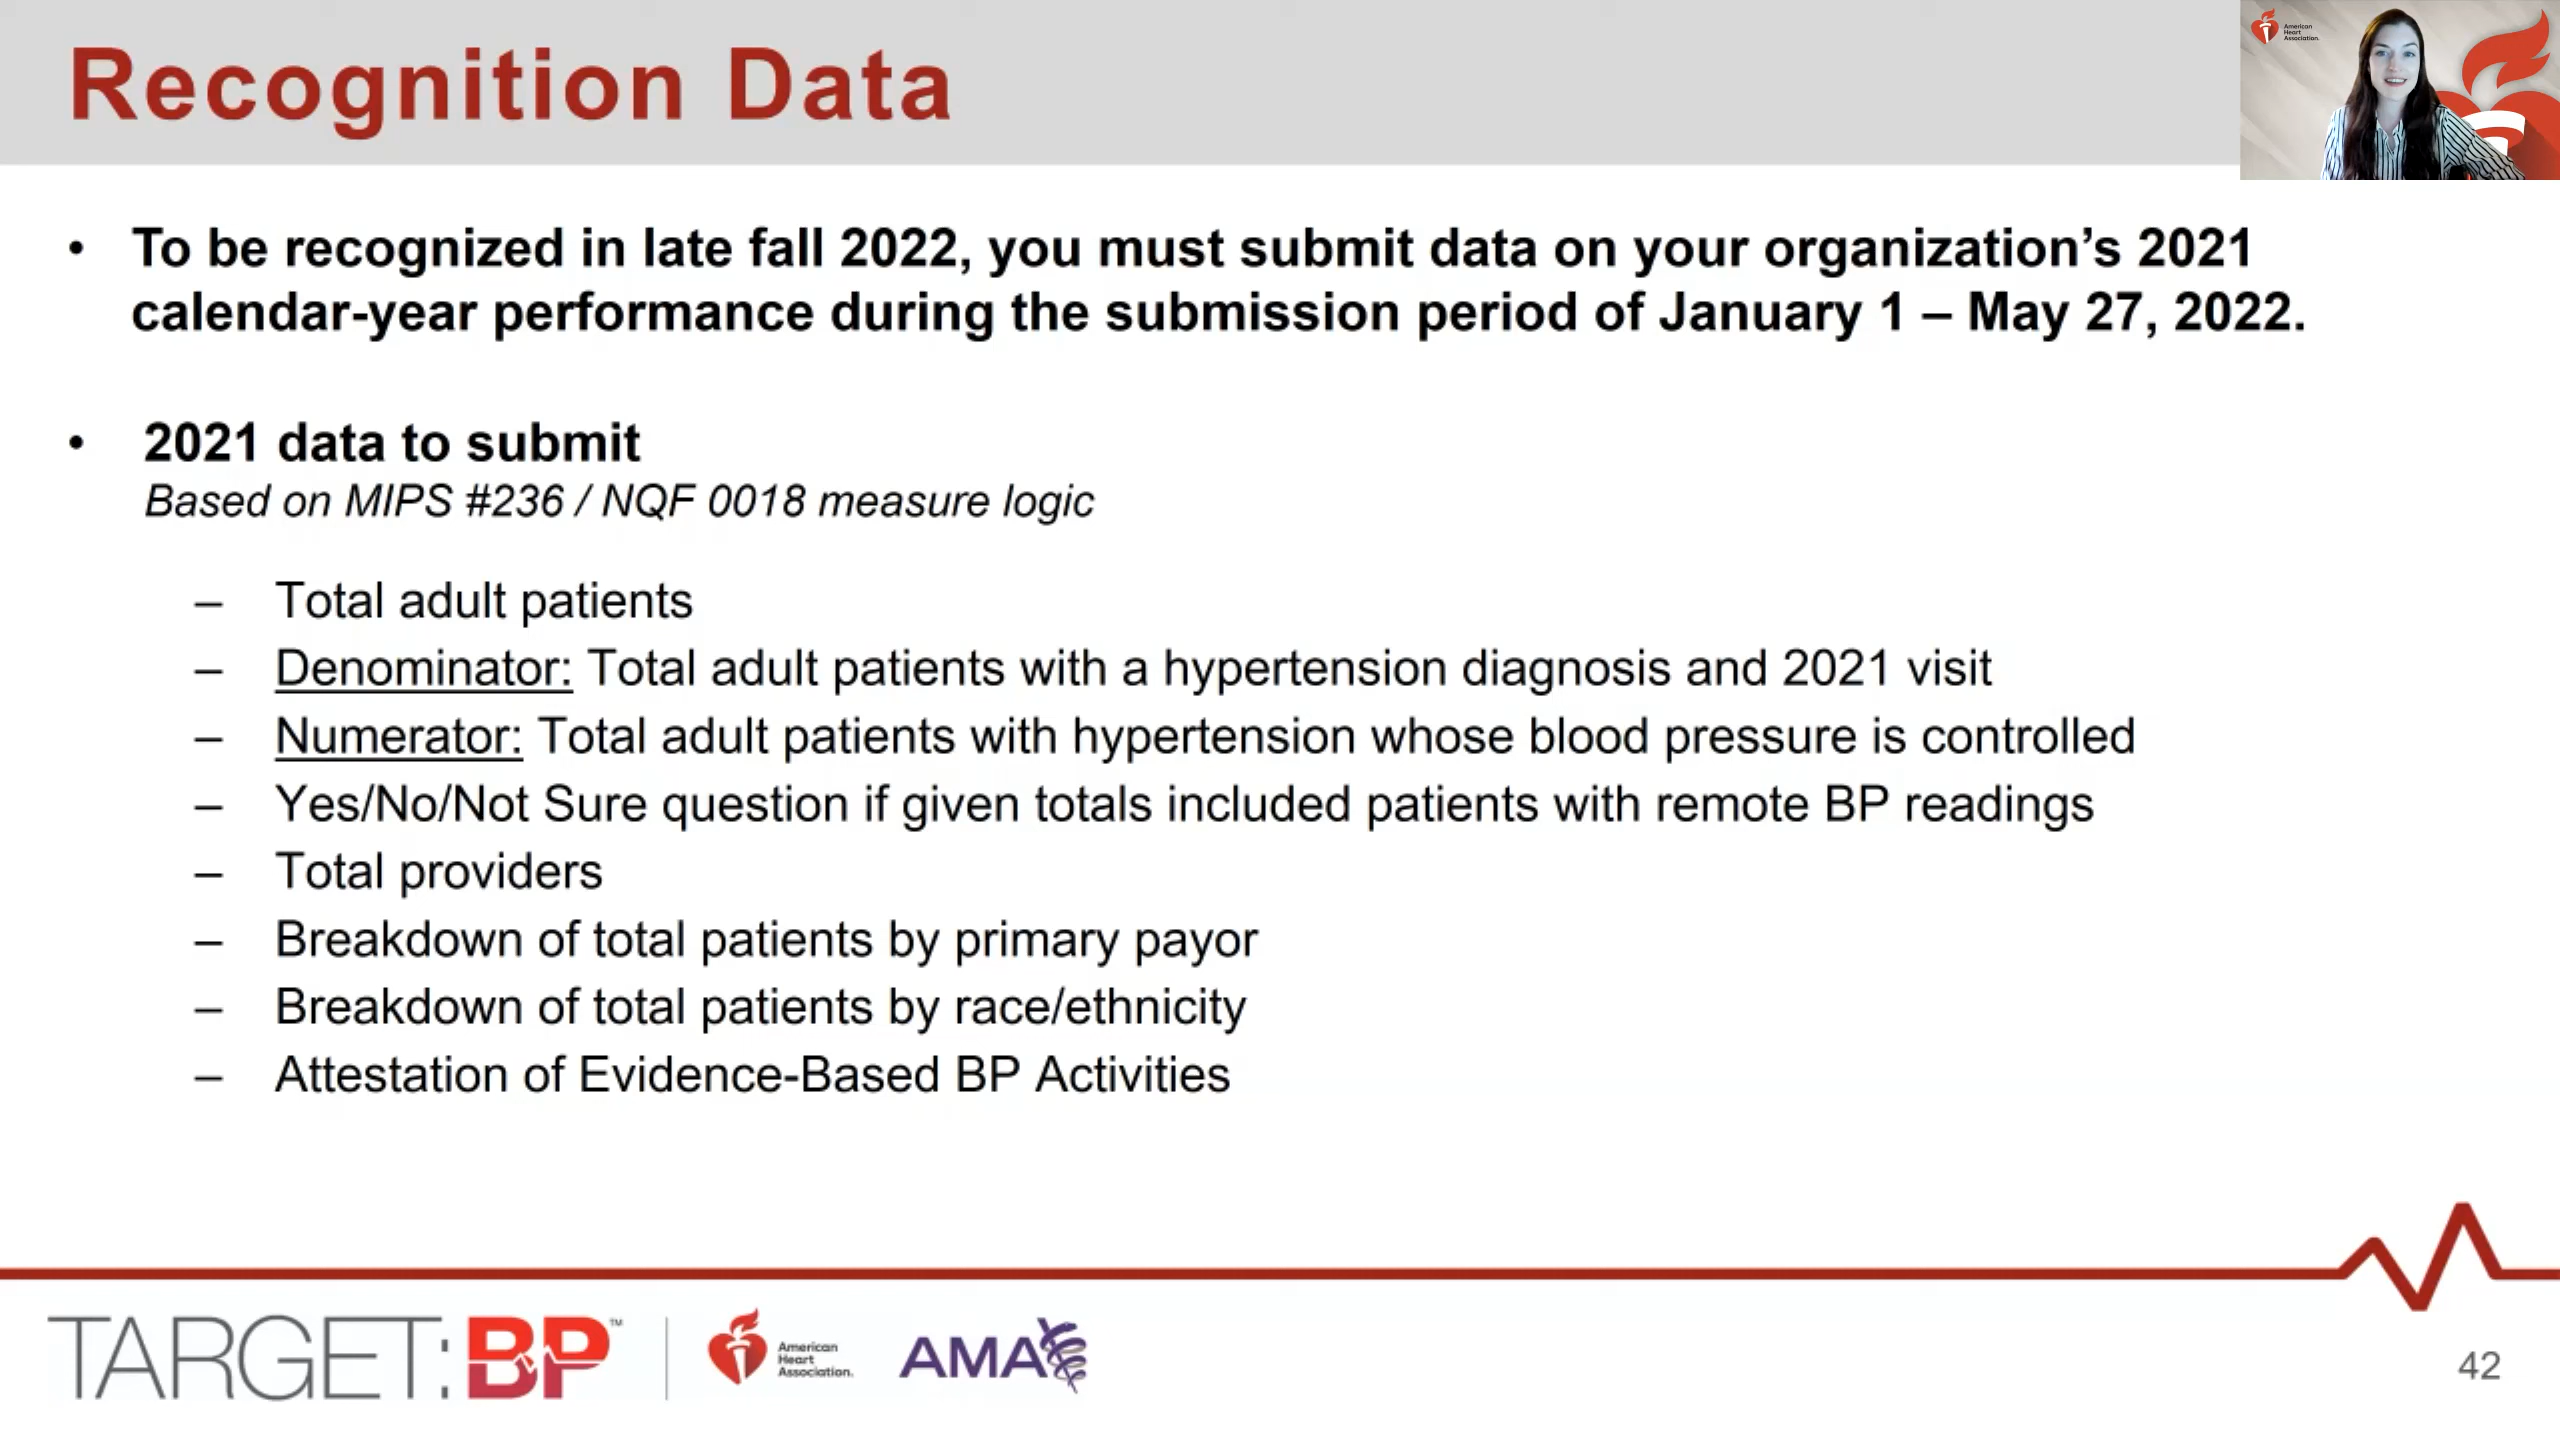 Recognition Data
American
Heart
Association.
• To be recognized in late fall 2022, you must submit data on your organization’s 2021
calendar-year performance during the submission period of January 1 – May 27, 2022.
• 2021 data to submit
Based on MIPS #236 / NQF 0018 measure logic
– Total adult patients
– Denominator: Total adult patients with a hypertension diagnosis and 2021 visit
– Numerator: Total adult patients with hypertension whose blood pressure is controlled
– Yes/No/Not Sure question if given totals included patients with remote BP readings
– Total providers
– Breakdown of total patients by primary payor
– Breakdown of total patients by race/ethnicity
– Attestation of Evidence-Based BP Activities
TARGET:BP™
American
Heart
Association.
AMA
42